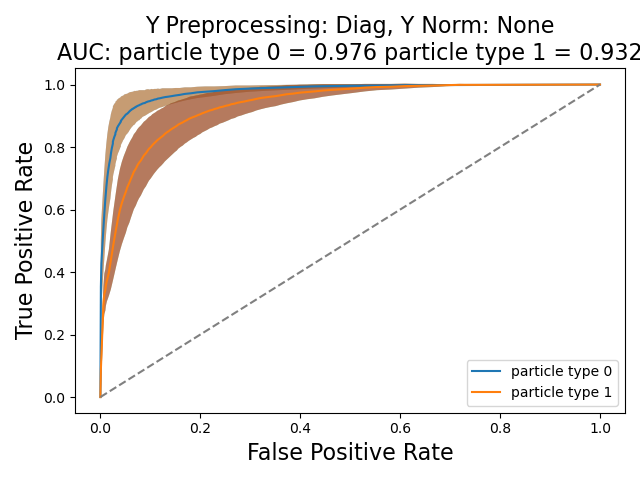 Y Preprocessing: Diag, Y Norm: None
AUC: particle type 0 = 0.976 particle type 1 = 0.932
True Positive Rate
1.0
0.8
0.6
0.4
0.2
0.0
particle type 0
particle type 1
0.0 0.2 0.4 0.6 0.8 1.0
False Positive Rate